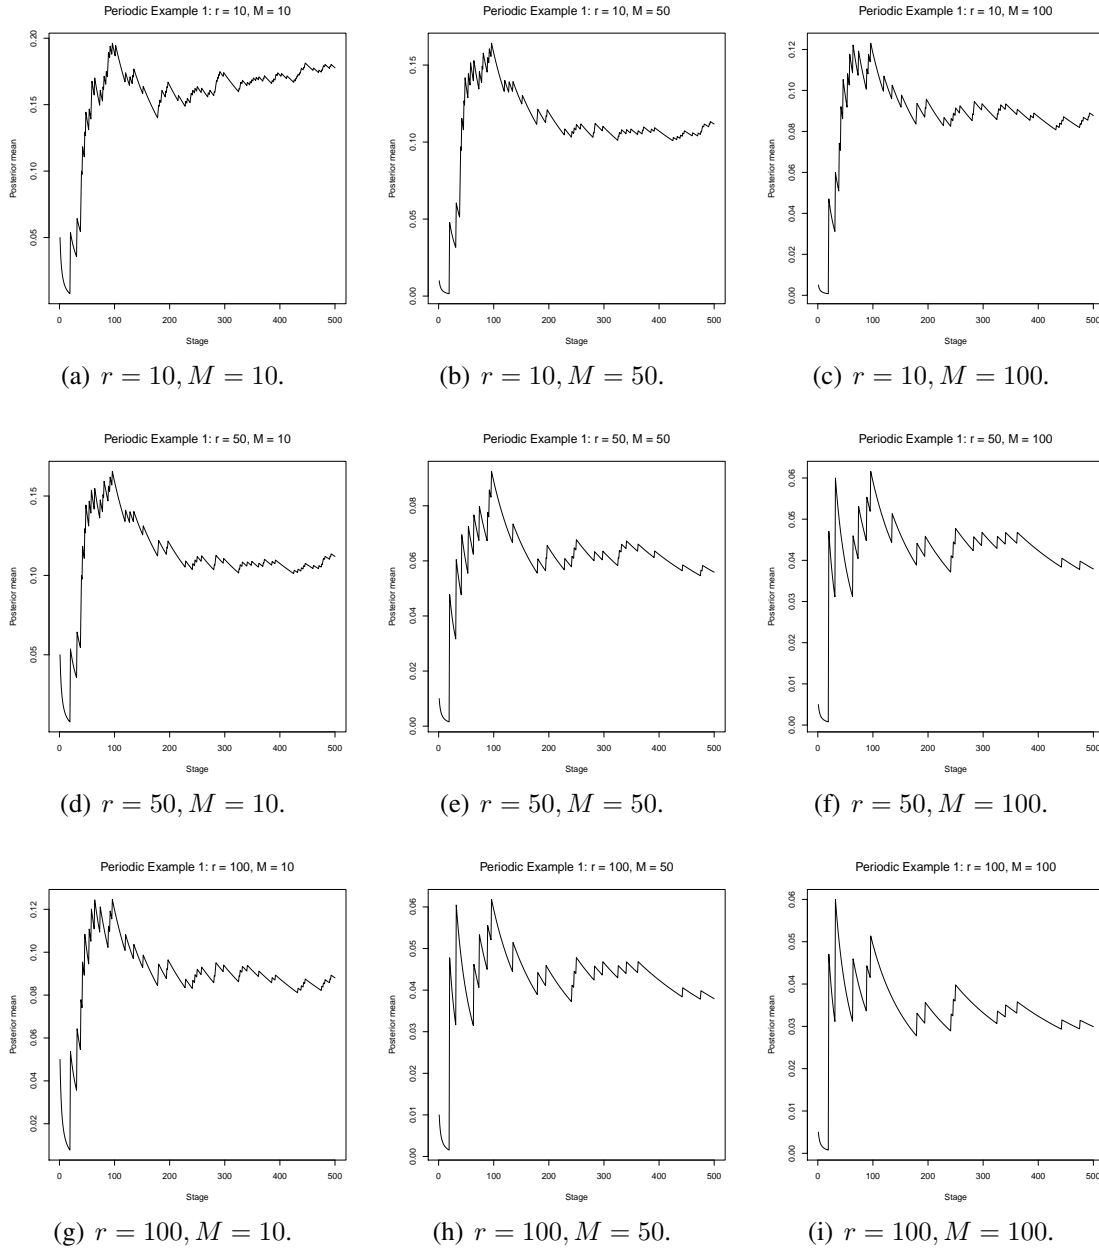 Periodic Example 1: r = 10, M = 10
Periodic Example 1: r = 10, M = 50
Periodic Example 1: r = 10, M = 100
Posterior mean
0.05
0.10
0.15
0.20
0
100
200
300
400
500
Stage
Posterior mean
0.00
0.05
0.10
0.15
0
100
200
300
400
500
Stage
Posterior mean
0.00
0.02
0.04
0.06
0.08
0.10
0.12
0
100
200
300
400
500
Stage
(a) r = 10, M = 10.
(b) r = 10, M = 50.
(c) r = 10, M = 100.
Periodic Example 1: r = 50, M = 10
Periodic Example 1: r = 50, M = 50
Periodic Example 1: r = 50, M = 100
Posterior mean
0.05
0.10
0.15
0
100
200
300
400
500
Stage
Posterior mean
0.00
0.02
0.04
0.06
0.08
0
100
200
300
400
500
Stage
Posterior mean
0.00
0.01
0.02
0.03
0.04
0.05
0.06
0
100
200
300
400
500
Stage
(d) r = 50, M = 10.
(e) r = 50, M = 50.
(f) r = 50, M = 100.
Periodic Example 1: r = 100, M = 10
Periodic Example 1: r = 100, M = 50
Periodic Example 1: r = 100, M = 100
Posterior mean
0.02
0.04
0.06
0.08
0.10
0.12
0
100
200
300
400
500
Stage
Posterior mean
0.00
0.01
0.02
0.03
0.04
0.05
0.06
0
100
200
300
400
500
Stage
Posterior mean
0.00
0.01
0.02
0.03
0.04
0.05
0.06
0
100
200
300
400
500
Stage
(g) r = 100, M = 10.
(h) r = 100, M = 50.
(i) r = 100, M = 100.